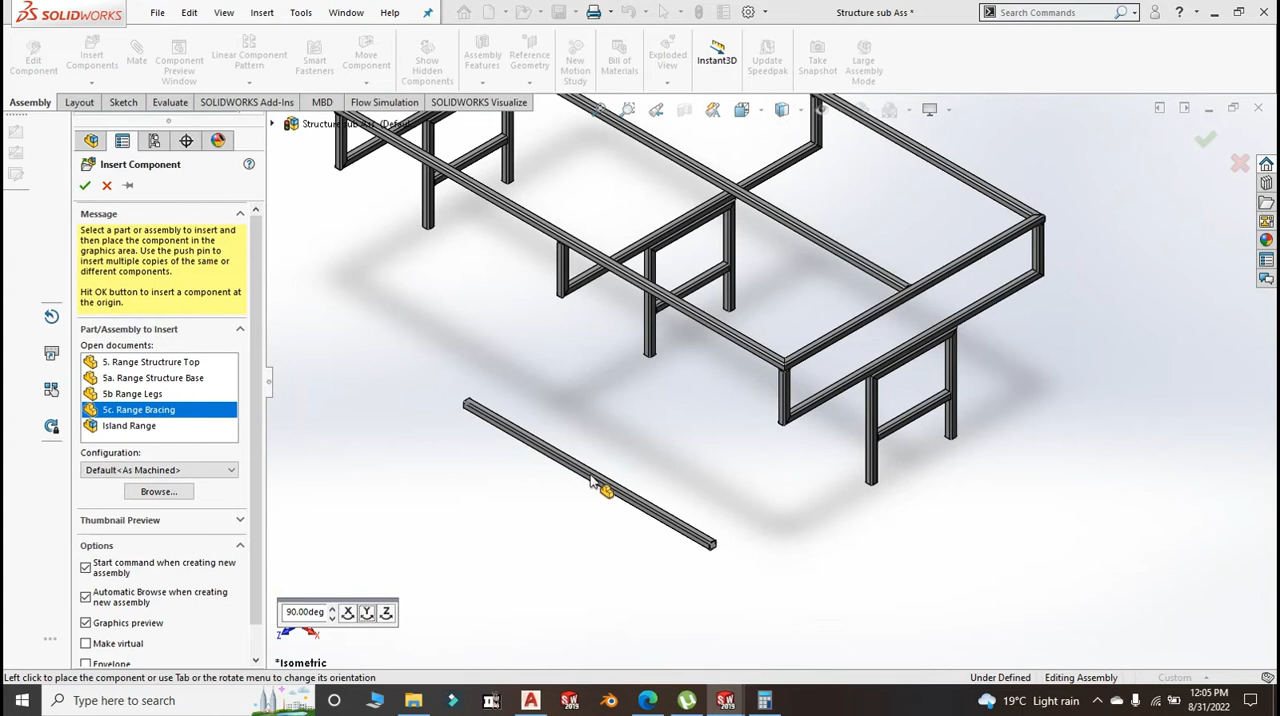 SOLIDWORKS File Edit View Insert Tools Window Help Structure sub Ass * Search Commands ?
Edit Component
Insert Components
Mate
Component Preview Window
Linear Component Pattern
Smart Fasteners
Move Component
Show Hidden Components
Assembly Features
Reference Geometry
New Motion Study
Bill of Materials
Exploded View
Instant3D
Update Speedpak
Take Snapshot
Large Assembly Mode
Assembly Layout Sketch Evaluate SOLIDWORKS Add-Ins MBD Flow Simulation SOLIDWORKS Visualize
Structure sub Ass (Defau
Insert Component
Message
Select a part or assembly to insert and
then place the component in the
graphics area. Use the push pin to
insert multiple copies of the same or
different components.
Hit OK button to insert a component at
the origin.
Part/Assembly to Insert
Open documents:
5. Range Structrure Top
5a. Range Structure Base
5b Range Legs
5c. Range Bracing
Island Range
Configuration:
Default<As Machined>
Browse...
Thumbnail Preview
Options
Start command when creating new
assembly
Automatic Browse when creating
new assembly
Graphics preview
Make virtual
Envelope
90.00deg X Y Z
Z X
*Isometric
Left click to place the component or use Tab or the rotate menu to change its orientation Under Defined Editing Assembly Custom
Type here to search
19°C Light rain
12:05 PM
8/31/2022